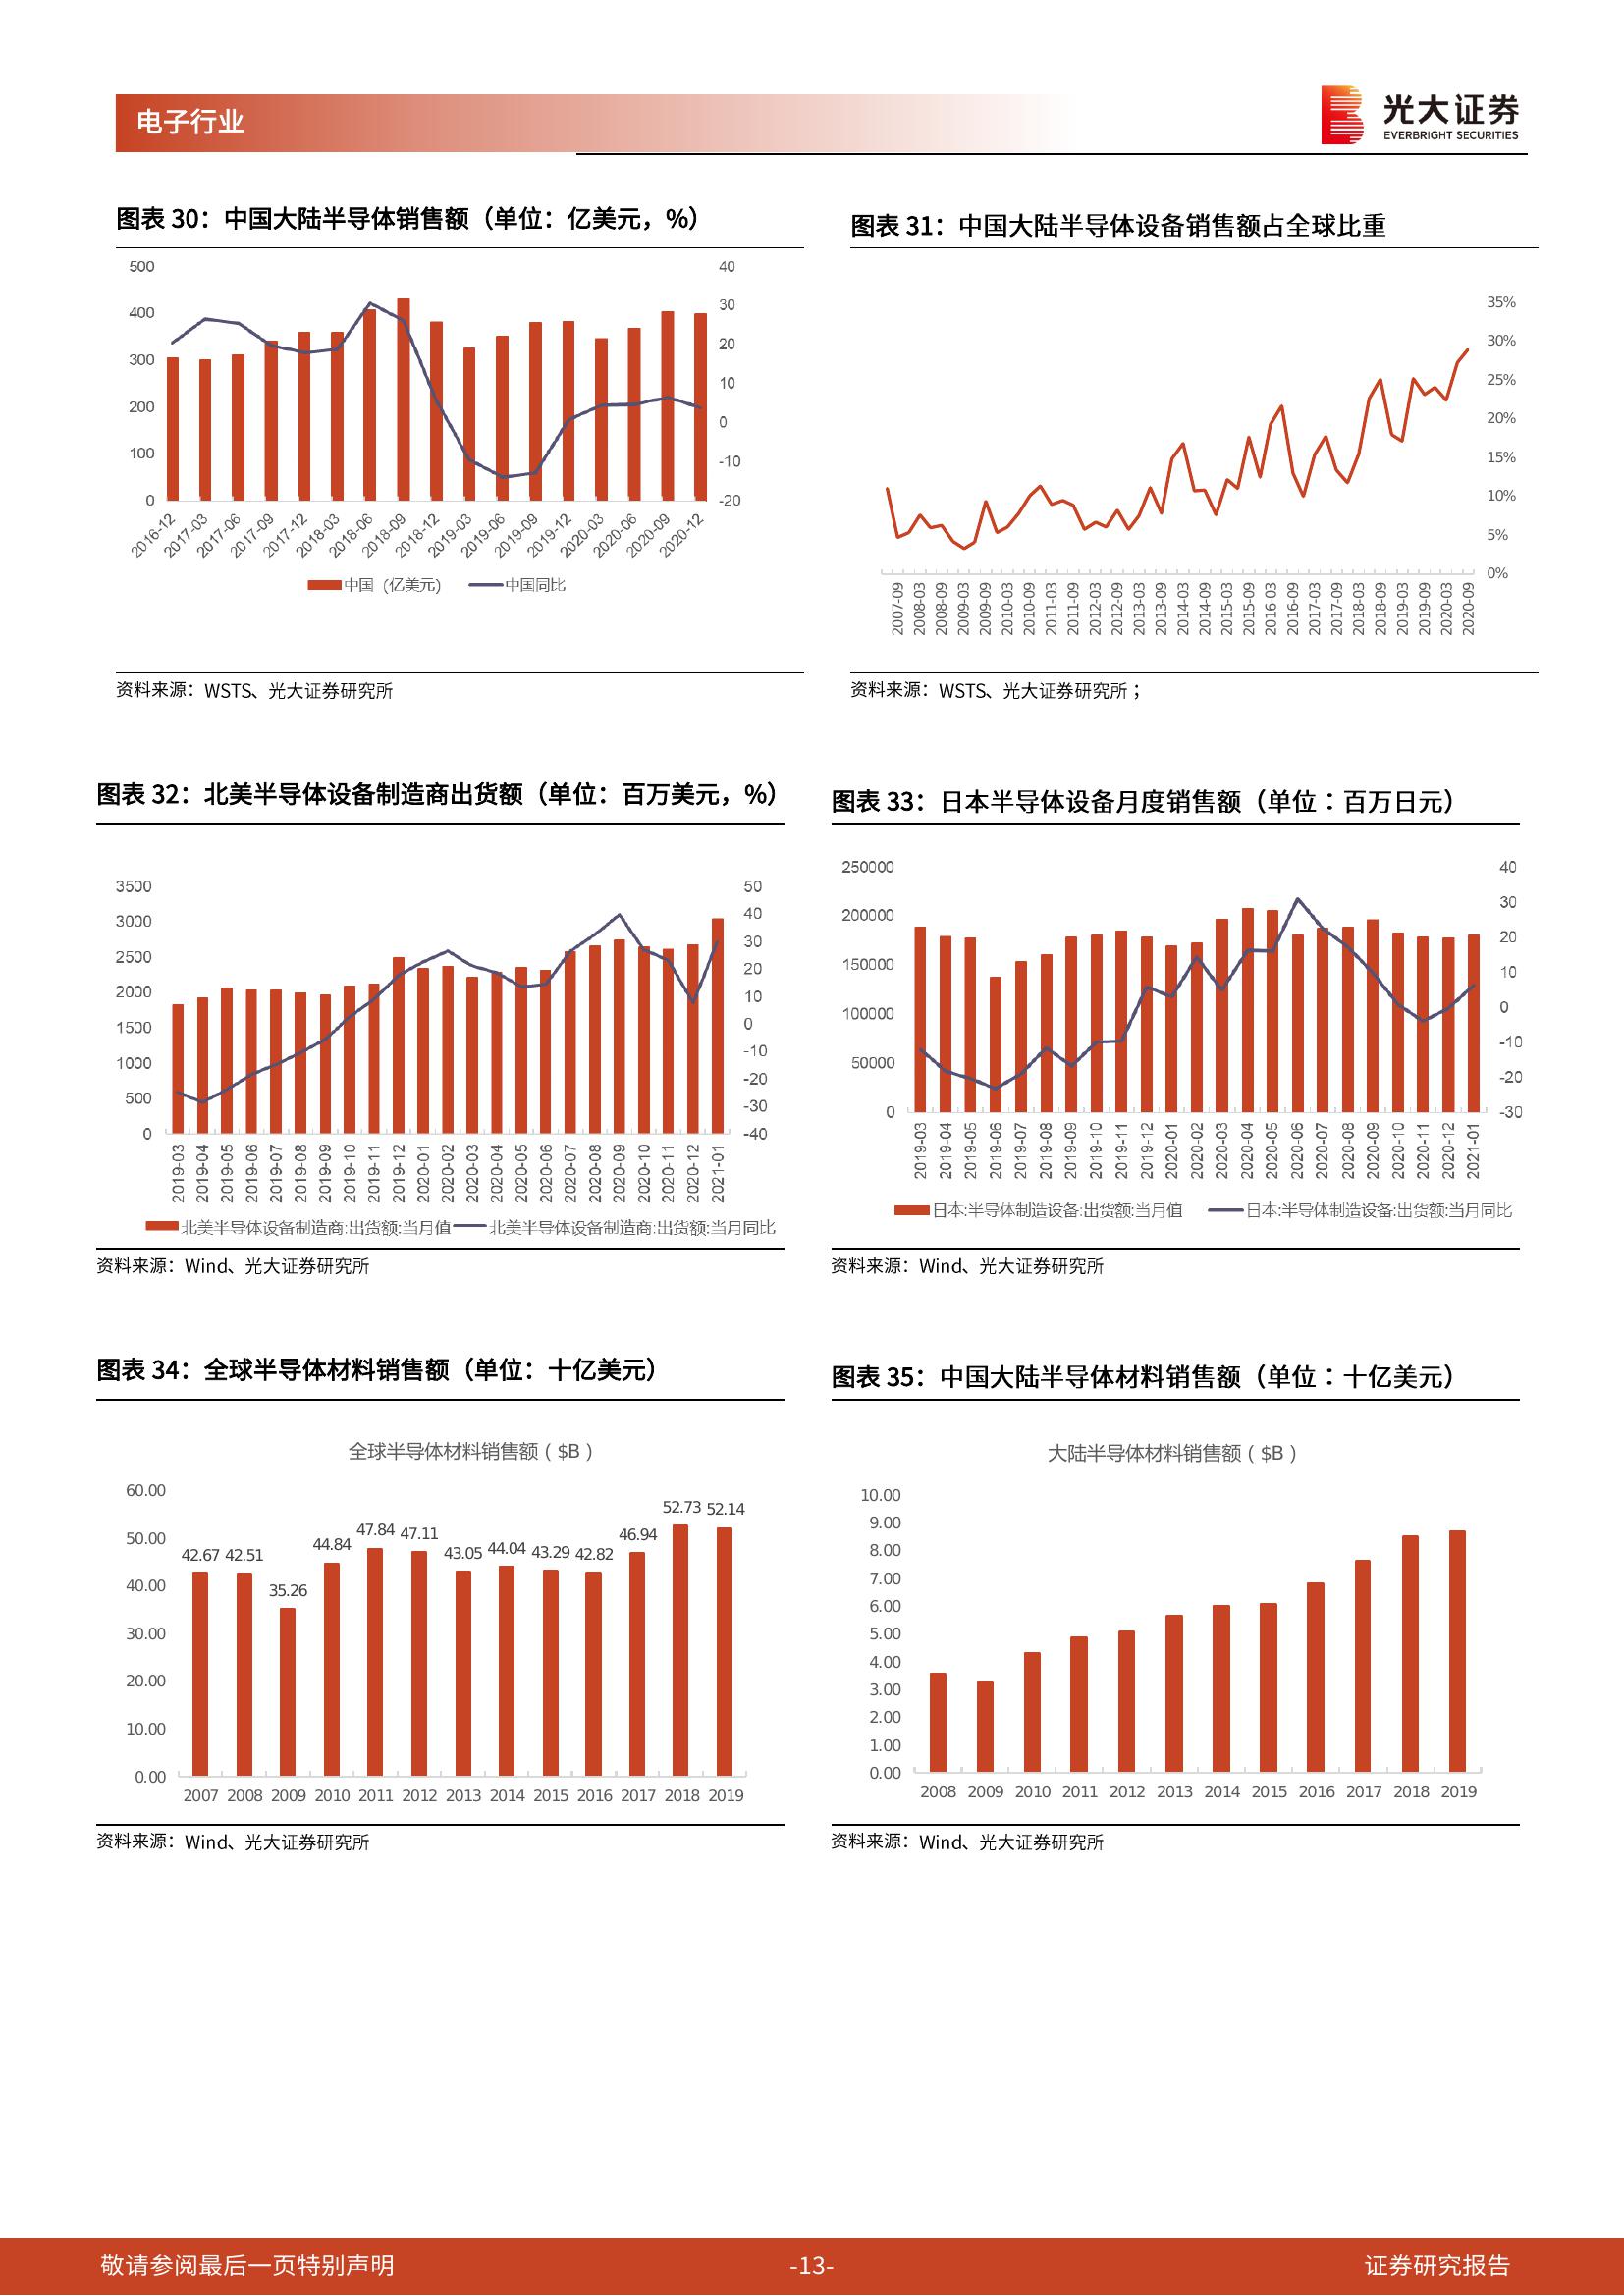 电子行业
光大证券
EVERBRIGHT SECURITIES
图表 30：中国大陆半导体销售额（单位：亿美元，%）
500
400
300
200
100
0
40
30
20
10
0
-10
-20
2016-12 2017-03 2017-06 2017-09 2017-12 2018-03 2018-06 2018-09 2018-12 2019-03 2019-06 2019-09 2019-12 2020-03 2020-06 2020-09 2020-12
中国（亿美元） 中国同比
资料来源：WSTS、光大证券研究所
图表 31：中国大陆半导体设备销售额占全球比重
35%
30%
25%
20%
15%
10%
5%
0%
2007-09 2008-03 2008-09 2009-03 2009-09 2010-03 2010-09 2011-03 2011-09 2012-03 2012-09 2013-03 2013-09 2014-03 2014-09 2015-03 2015-09 2016-03 2016-09 2017-03 2017-09 2018-03 2018-09 2019-03 2019-09 2020-03 2020-09
资料来源：WSTS、光大证券研究所；
图表 32：北美半导体设备制造商出货额（单位：百万美元，%）
3500
3000
2500
2000
1500
1000
500
0
50
40
30
20
10
0
-10
-20
-30
-40
2019-03 2019-04 2019-05 2019-06 2019-07 2019-08 2019-09 2019-10 2019-11 2019-12 2020-01 2020-02 2020-03 2020-04 2020-05 2020-06 2020-07 2020-08 2020-09 2020-10 2020-11 2020-12 2021-01
北美半导体设备制造商:出货额:当月值 北美半导体设备制造商:出货额:当月同比
资料来源：Wind、光大证券研究所
图表 33：日本半导体设备月度销售额（单位：百万日元）
250000
200000
150000
100000
50000
0
40
30
20
10
0
-10
-20
-30
2019-03 2019-04 2019-05 2019-06 2019-07 2019-08 2019-09 2019-10 2019-11 2019-12 2020-01 2020-02 2020-03 2020-04 2020-05 2020-06 2020-07 2020-08 2020-09 2020-10 2020-11 2020-12 2021-01
日本:半导体制造设备:出货额:当月值 日本:半导体制造设备:出货额:当月同比
资料来源：Wind、光大证券研究所
图表 34：全球半导体材料销售额（单位：十亿美元）
全球半导体材料销售额（$B）
60.00
50.00
40.00
30.00
20.00
10.00
0.00
42.67 42.51 35.26 44.84 47.84 47.11 43.05 44.04 43.29 42.82 46.94 52.73 52.14
2007 2008 2009 2010 2011 2012 2013 2014 2015 2016 2017 2018 2019
资料来源：Wind、光大证券研究所
图表 35：中国大陆半导体材料销售额（单位：十亿美元）
大陆半导体材料销售额（$B）
10.00
9.00
8.00
7.00
6.00
5.00
4.00
3.00
2.00
1.00
0.00
2008 2009 2010 2011 2012 2013 2014 2015 2016 2017 2018 2019
资料来源：Wind、光大证券研究所
敬请参阅最后一页特别声明
-13-
证券研究报告